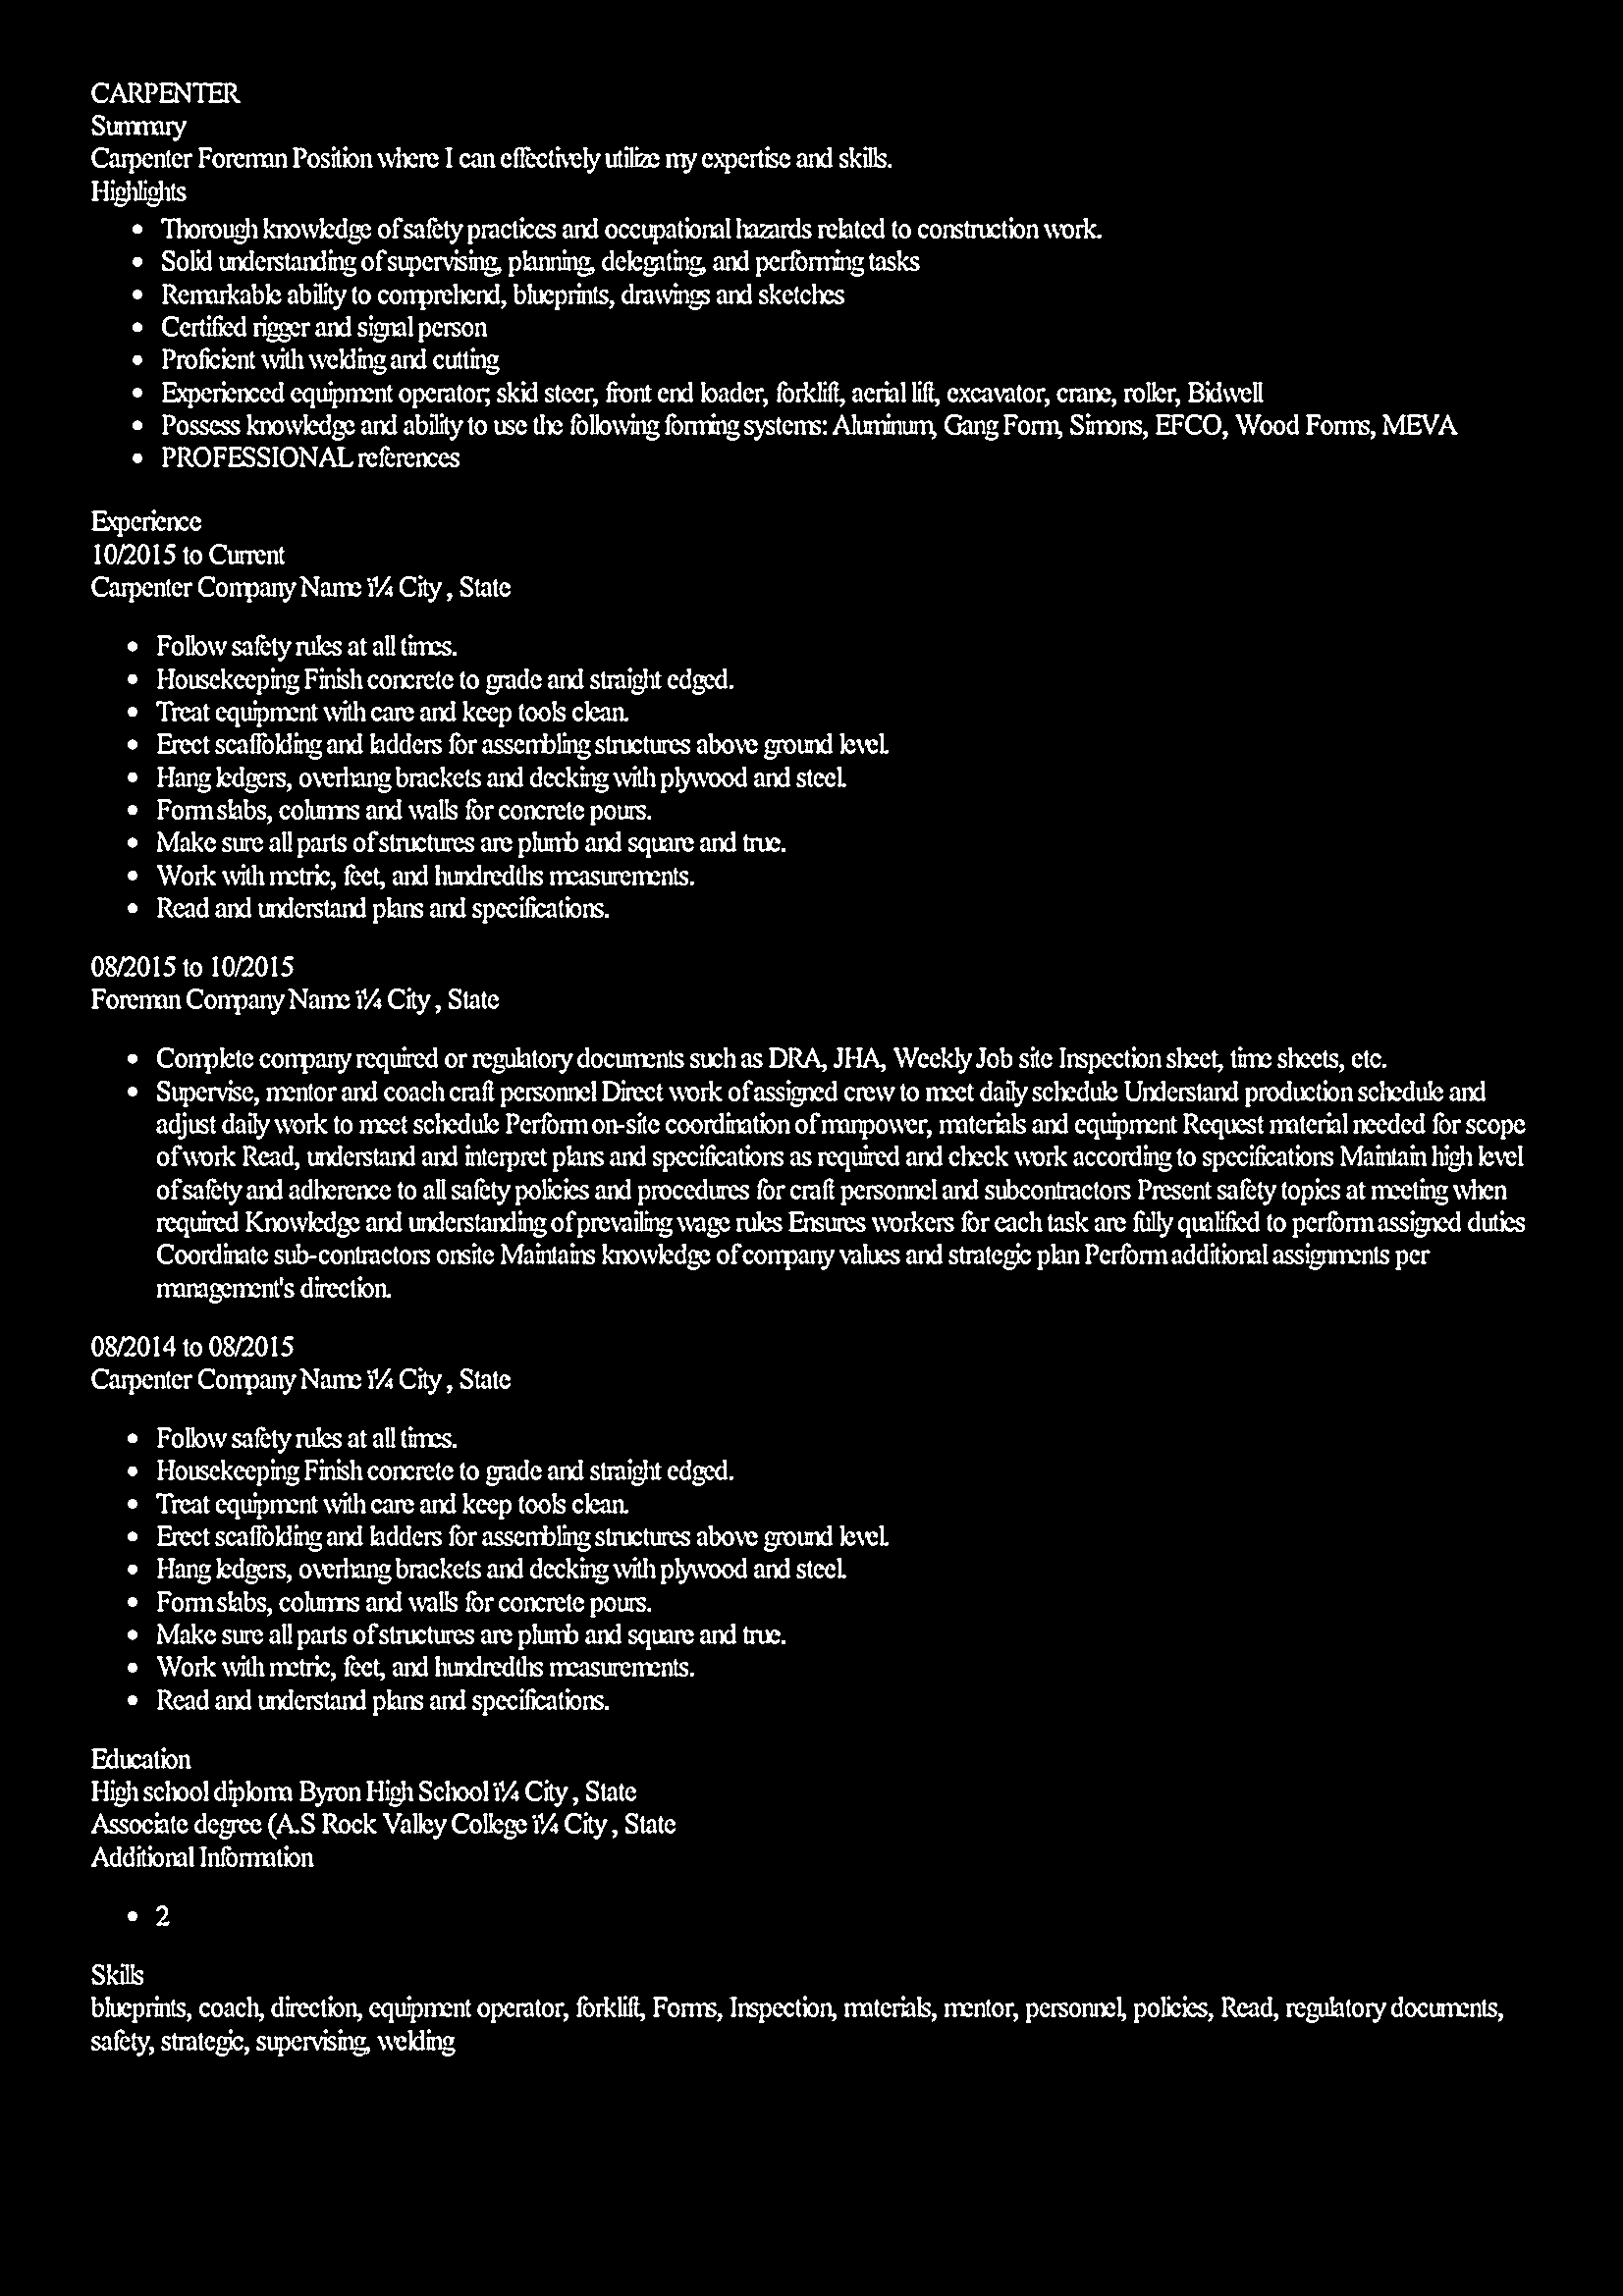 CARPENTER
Summary
Carpenter Foreman Position where I can effectively utilize my expertise and skills.
Highlights
• Thorough knowledge of safety practices and occupational hazards related to construction work.
• Solid understanding of supervising, planning, delegating, and performing tasks
• Remarkable ability to comprehend, blueprints, drawings and sketches
• Certified rigger and signal person
• Proficient with welding and cutting
• Experienced equipment operator; skid steer, front end loader, forklift, aerial lift, excavator, crane, roller, Bidwell
• Possess knowledge and ability to use the following forming systems: Aluminum, Gang Form, Simons, EFCO, Wood Forms, MEVA
• PROFESSIONAL references
Experience
10/2015 to Current
Carpenter Company Name ï¼ City , State
• Follow safety rules at all times.
• Housekeeping Finish concrete to grade and straight edged.
• Treat equipment with care and keep tools clean.
• Erect scaffolding and ladders for assembling structures above ground level.
• Hang ledgers, overhang brackets and decking with plywood and steel.
• Form slabs, columns and walls for concrete pours.
• Make sure all parts of structures are plumb and square and true.
• Work with metric, feet, and hundredths measurements.
• Read and understand plans and specifications.
08/2015 to 10/2015
Foreman Company Name ï¼ City , State
• Complete company required or regulatory documents such as DRA, JHA, Weekly Job site Inspection sheet, time sheets, etc.
• Supervise, mentor and coach craft personnel Direct work of assigned crew to meet daily schedule Understand production schedule and
adjust daily work to meet schedule Perform on-site coordination of manpower, materials and equipment Request material needed for scope
of work Read, understand and interpret plans and specifications as required and check work according to specifications Maintain high level
of safety and adherence to all safety policies and procedures for craft personnel and subcontractors Present safety topics at meeting when
required Knowledge and understanding of prevailing wage rules Ensures workers for each task are fully qualified to perform assigned duties
Coordinate sub-contractors onsite Maintains knowledge of company values and strategic plan Perform additional assignments per
management's direction.
08/2014 to 08/2015
Carpenter Company Name ï¼ City , State
• Follow safety rules at all times.
• Housekeeping Finish concrete to grade and straight edged.
• Treat equipment with care and keep tools clean.
• Erect scaffolding and ladders for assembling structures above ground level.
• Hang ledgers, overhang brackets and decking with plywood and steel.
• Form slabs, columns and walls for concrete pours.
• Make sure all parts of structures are plumb and square and true.
• Work with metric, feet, and hundredths measurements.
• Read and understand plans and specifications.
Education
High school diploma Byron High School ï¼ City , State
Associate degree (A.S Rock Valley College ï¼ City , State
Additional Information
• 2
Skills
blueprints, coach, direction, equipment operator, forklift, Forms, Inspection, materials, mentor, personnel, policies, Read, regulatory documents,
safety, strategic, supervising, welding